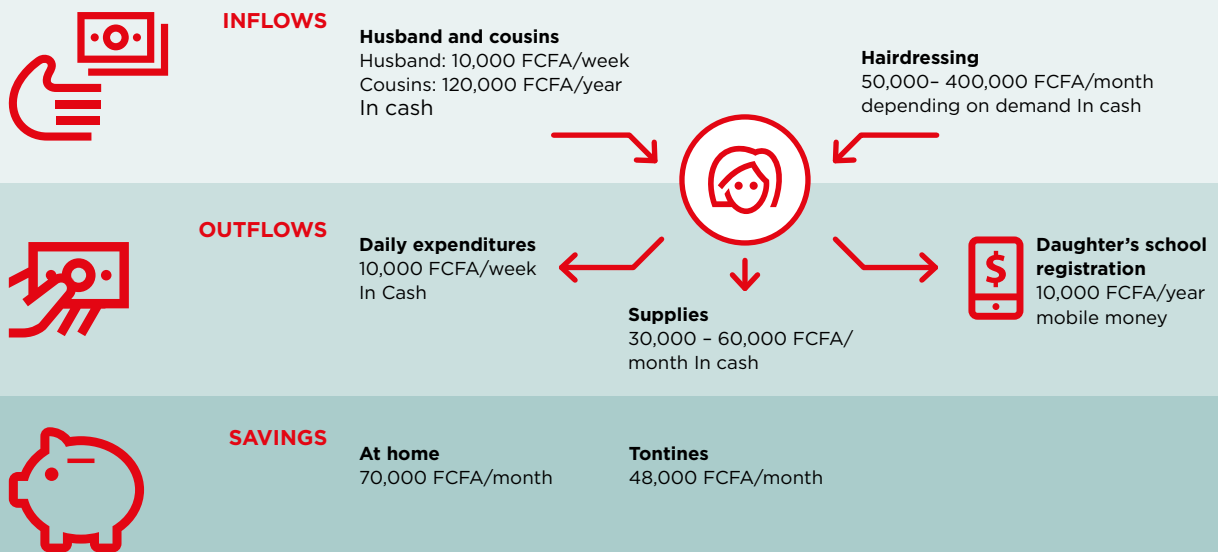 INFLOWS
Husband and cousins
Husband: 10,000 FCFA/week
Cousins: 120,000 FCFA/year
In cash
Hairdressing
50,000– 400,000 FCFA/month
depending on demand In cash
OUTFLOWS
Daily expenditures
10,000 FCFA/week
In Cash
Supplies
30,000 – 60,000 FCFA/
month In cash
$
Daughter’s school
registration
10,000 FCFA/year
mobile money
SAVINGS
At home
70,000 FCFA/month
Tontines
48,000 FCFA/month